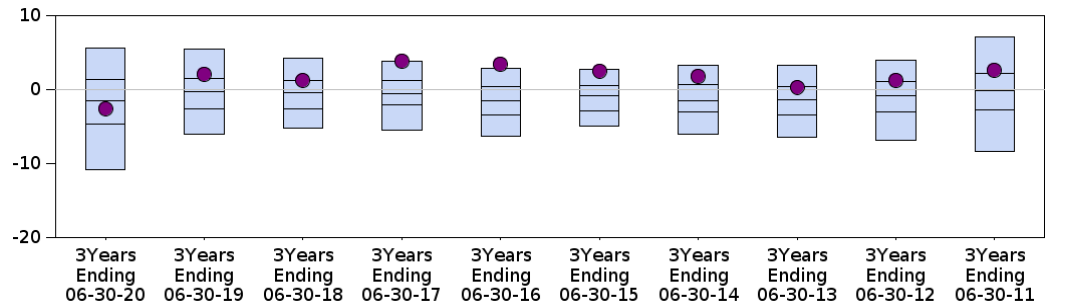 10
0
-10
-20
3Years 3Years 3Years 3Years 3Years 3Years 3Years 3Years 3Years 3Years
Ending Ending Ending Ending Ending Ending Ending Ending Ending Ending
06-30-20 06-30-19 06-30-18 06-30-17 06-30-16 06-30-15 06-30-14 06-30-13 06-30-12 06-30-11